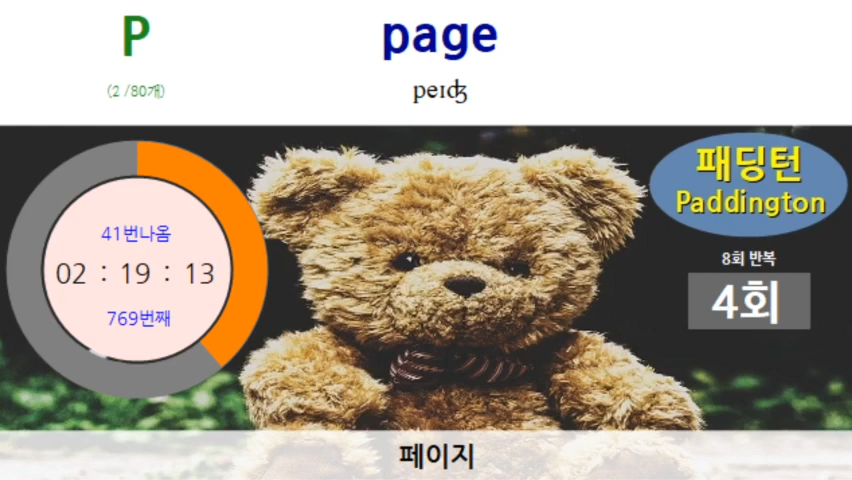 P
page
(2 /80개)
peɪʤ
패딩턴
Paddington
41번나옴
02 : 19 : 13
769번째
8회 반복
4회
페이지